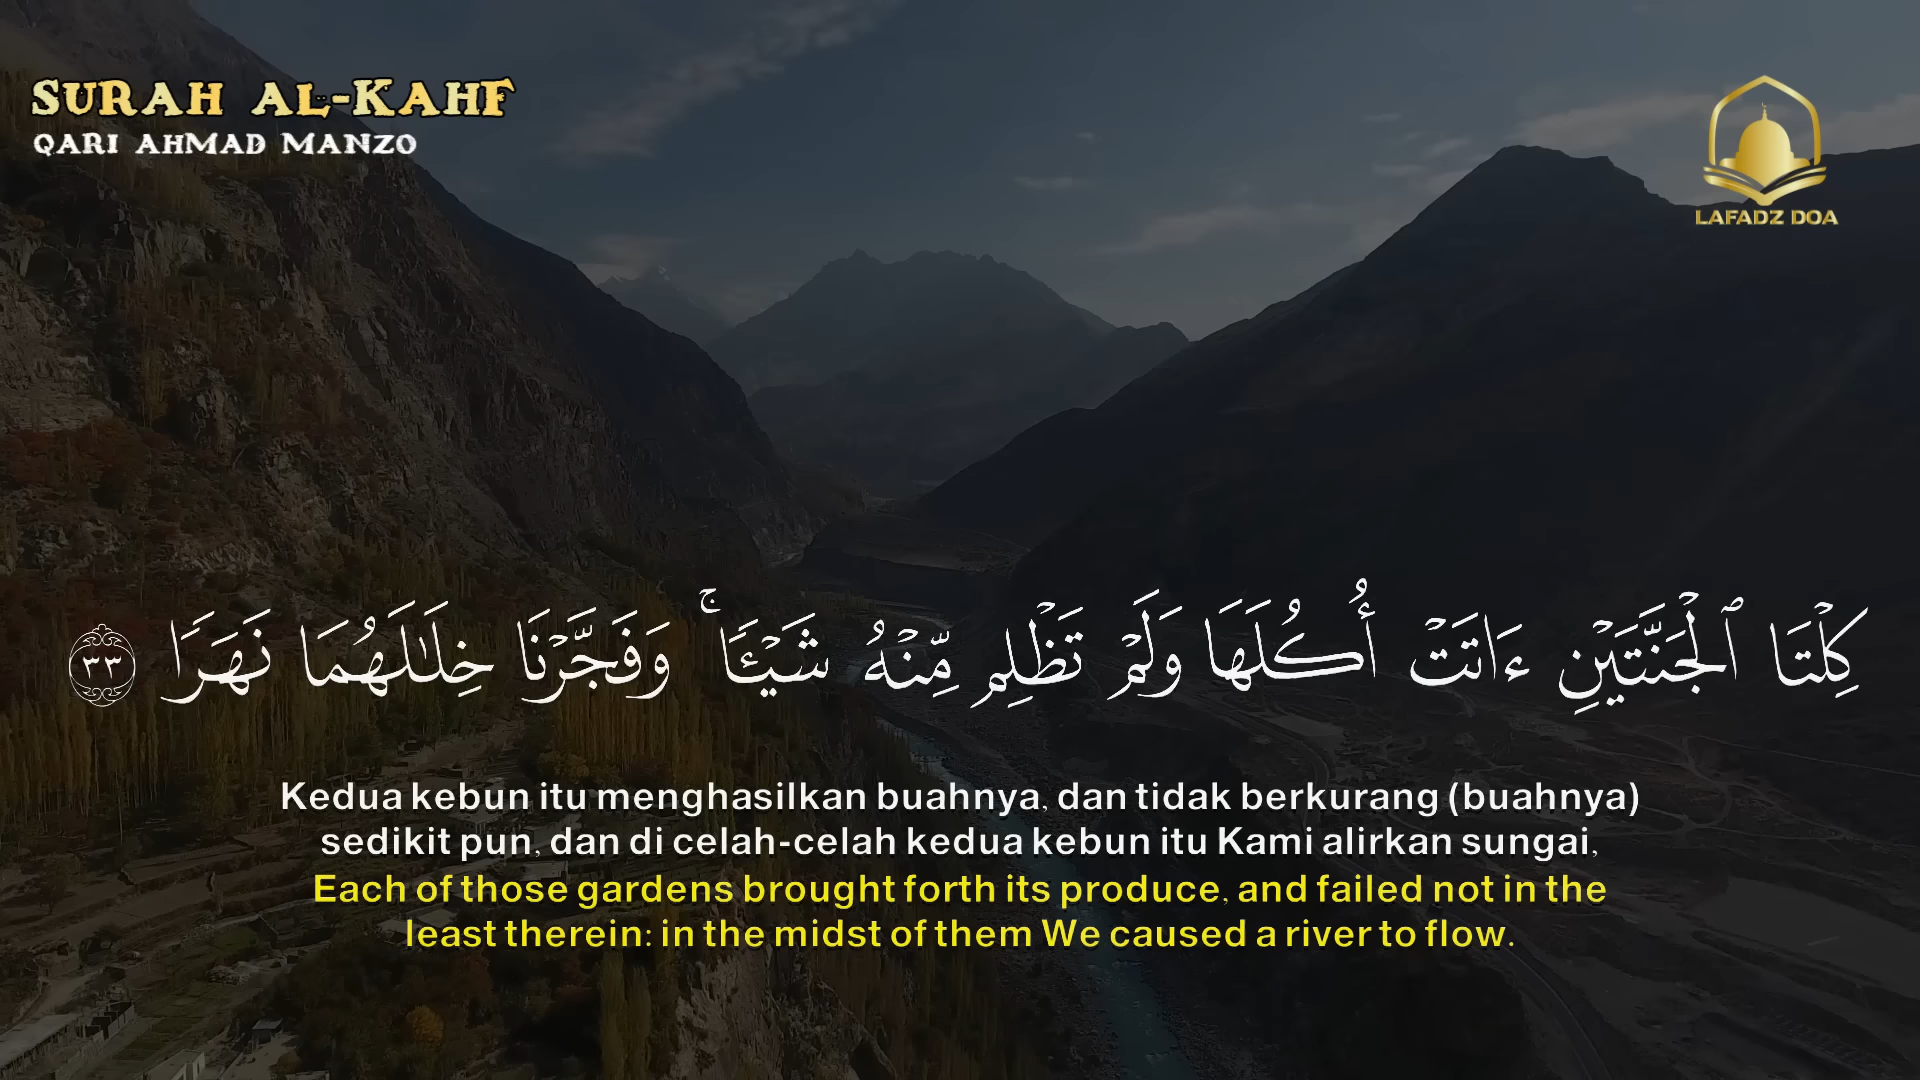 SURAH AL-KAHF
QARI AHMAD MANZO
LAFADZ DOA
كِلْتَا ٱلْجَنَّتَيْنِ ءَاتَتْ أُكُلَهَا وَلَمْ تَظْلِم مِّنْهُ شَيْـًٔا ۚ وَفَجَّرْنَا خِلَـٰلَهُمَا نَهَرًا ٣٣
Kedua kebun itu menghasilkan buahnya, dan tidak berkurang (buahnya)
sedikit pun, dan di celah-celah kedua kebun itu Kami alirkan sungai,
Each of those gardens brought forth its produce, and failed not in the
least therein: in the midst of them We caused a river to flow.